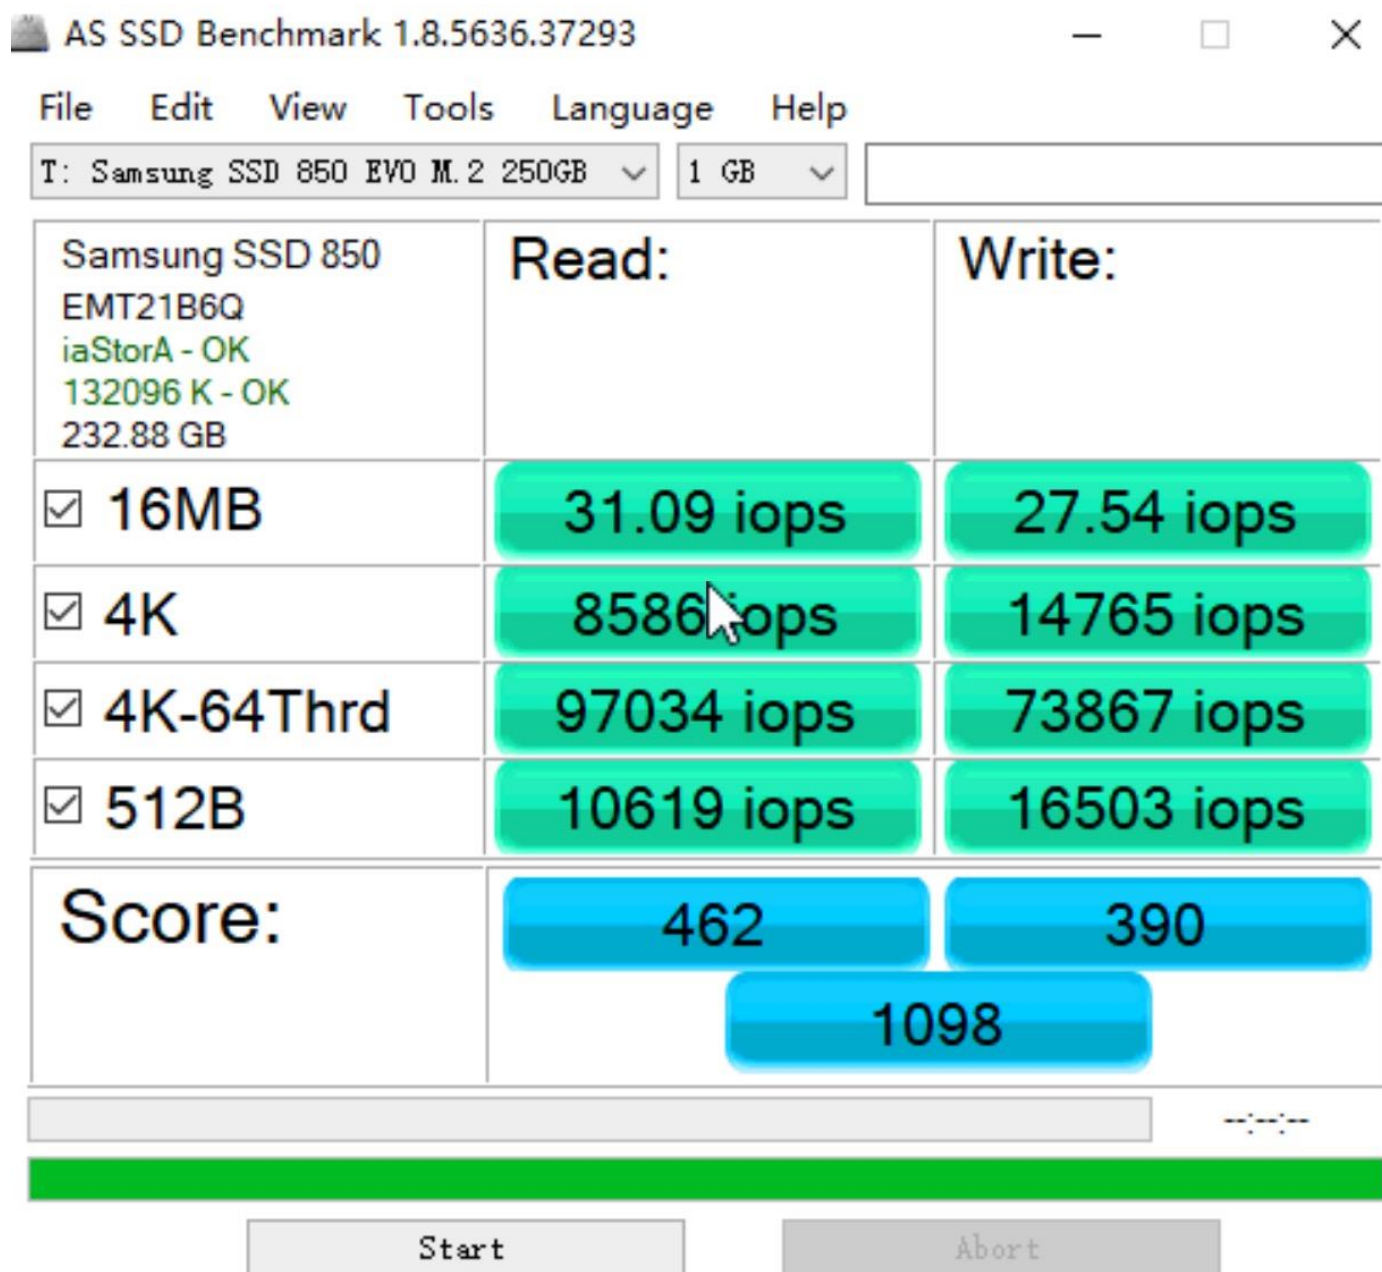 AS SSD Benchmark 1.8.5636.37293
File Edit View Tools Language Help
T: Samsung SSD 850 EVO M.2 250GB 1 GB
Samsung SSD 850 Read: Write:
EMT21B6Q
iaStorA - OK
132096 K - OK
232.88 GB
16MB 31.09 iops 27.54 iops
4K 8586 iops 14765 iops
4K-64Thrd 97034 iops 73867 iops
512B 10619 iops 16503 iops
Score: 462 390
1098
--:--:--
Start Abort